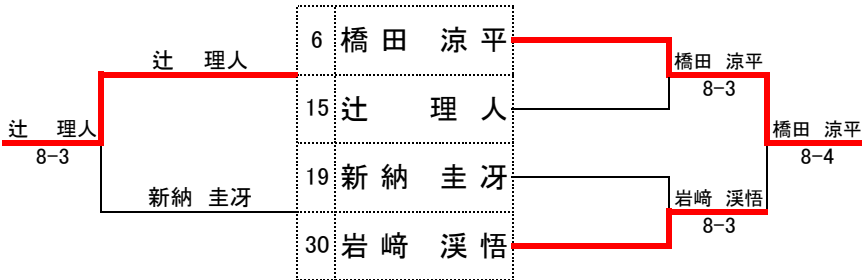 6 橋田 涼平
辻 理人
橋田 涼平
8-3
15 辻 理人
辻 理人
8-3
橋田 涼平
8-4
19 新納 圭冴
新納 圭冴
岩﨑 渓悟
8-3
30 岩﨑 渓悟